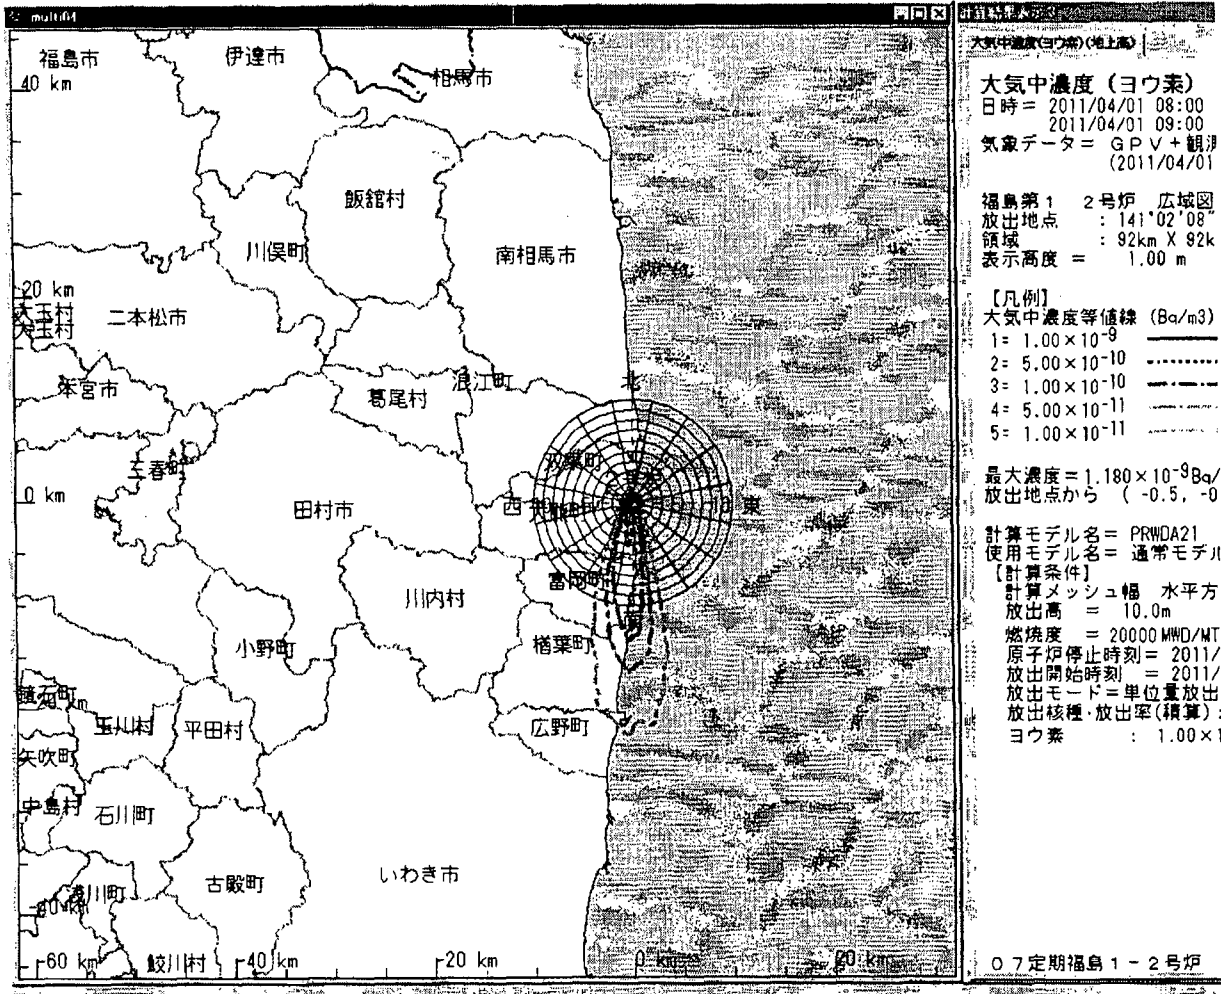 multi04
福島市
伊達市
相馬市
40 km
飯舘村
川俣町
南相馬市
20 km
大玉村
大玉村
二本松市
本宮市
浪江町
北
葛尾村
三春町
双葉町
0 km
田村市
西
東
富岡町
川内村
小野町
楢葉町
鏡石町
玉川村
平田村
広野町
矢吹町
中島村
石川町
古殿町
いわき市
浅川町
-60 km
鮫川村
-40 km
-20 km
0 km
20 km
大気中濃度(ヨウ素)(地上高)
大気中濃度(ヨウ素)
日時= 2011/04/01 08:00
2011/04/01 09:00
気象データ= GPV+観測
(2011/04/01
福島第1 2号炉 広域図
放出地点 : 141°02'08"
領域 : 92km X 92k
表示高度 = 1.00 m
【凡例】
大気中濃度等値線 (Bq/m3)
1= 1.00×10-9
2= 5.00×10-10
3= 1.00×10-10
4= 5.00×10-11
5= 1.00×10-11
最大濃度=1.180×10-9Bq/
放出地点から ( -0.5, -0
計算モデル名= PRWDA21
使用モデル名= 通常モデル
【計算条件】
計算メッシュ幅 水平方
放出高 = 10.0m
燃焼度 = 20000MWD/MT
原子炉停止時刻= 2011/
放出開始時刻 = 2011/
放出モード=単位量放出
放出核種・放出率(積算):
ヨウ素 : 1.00×1
07定期福島1-2号炉